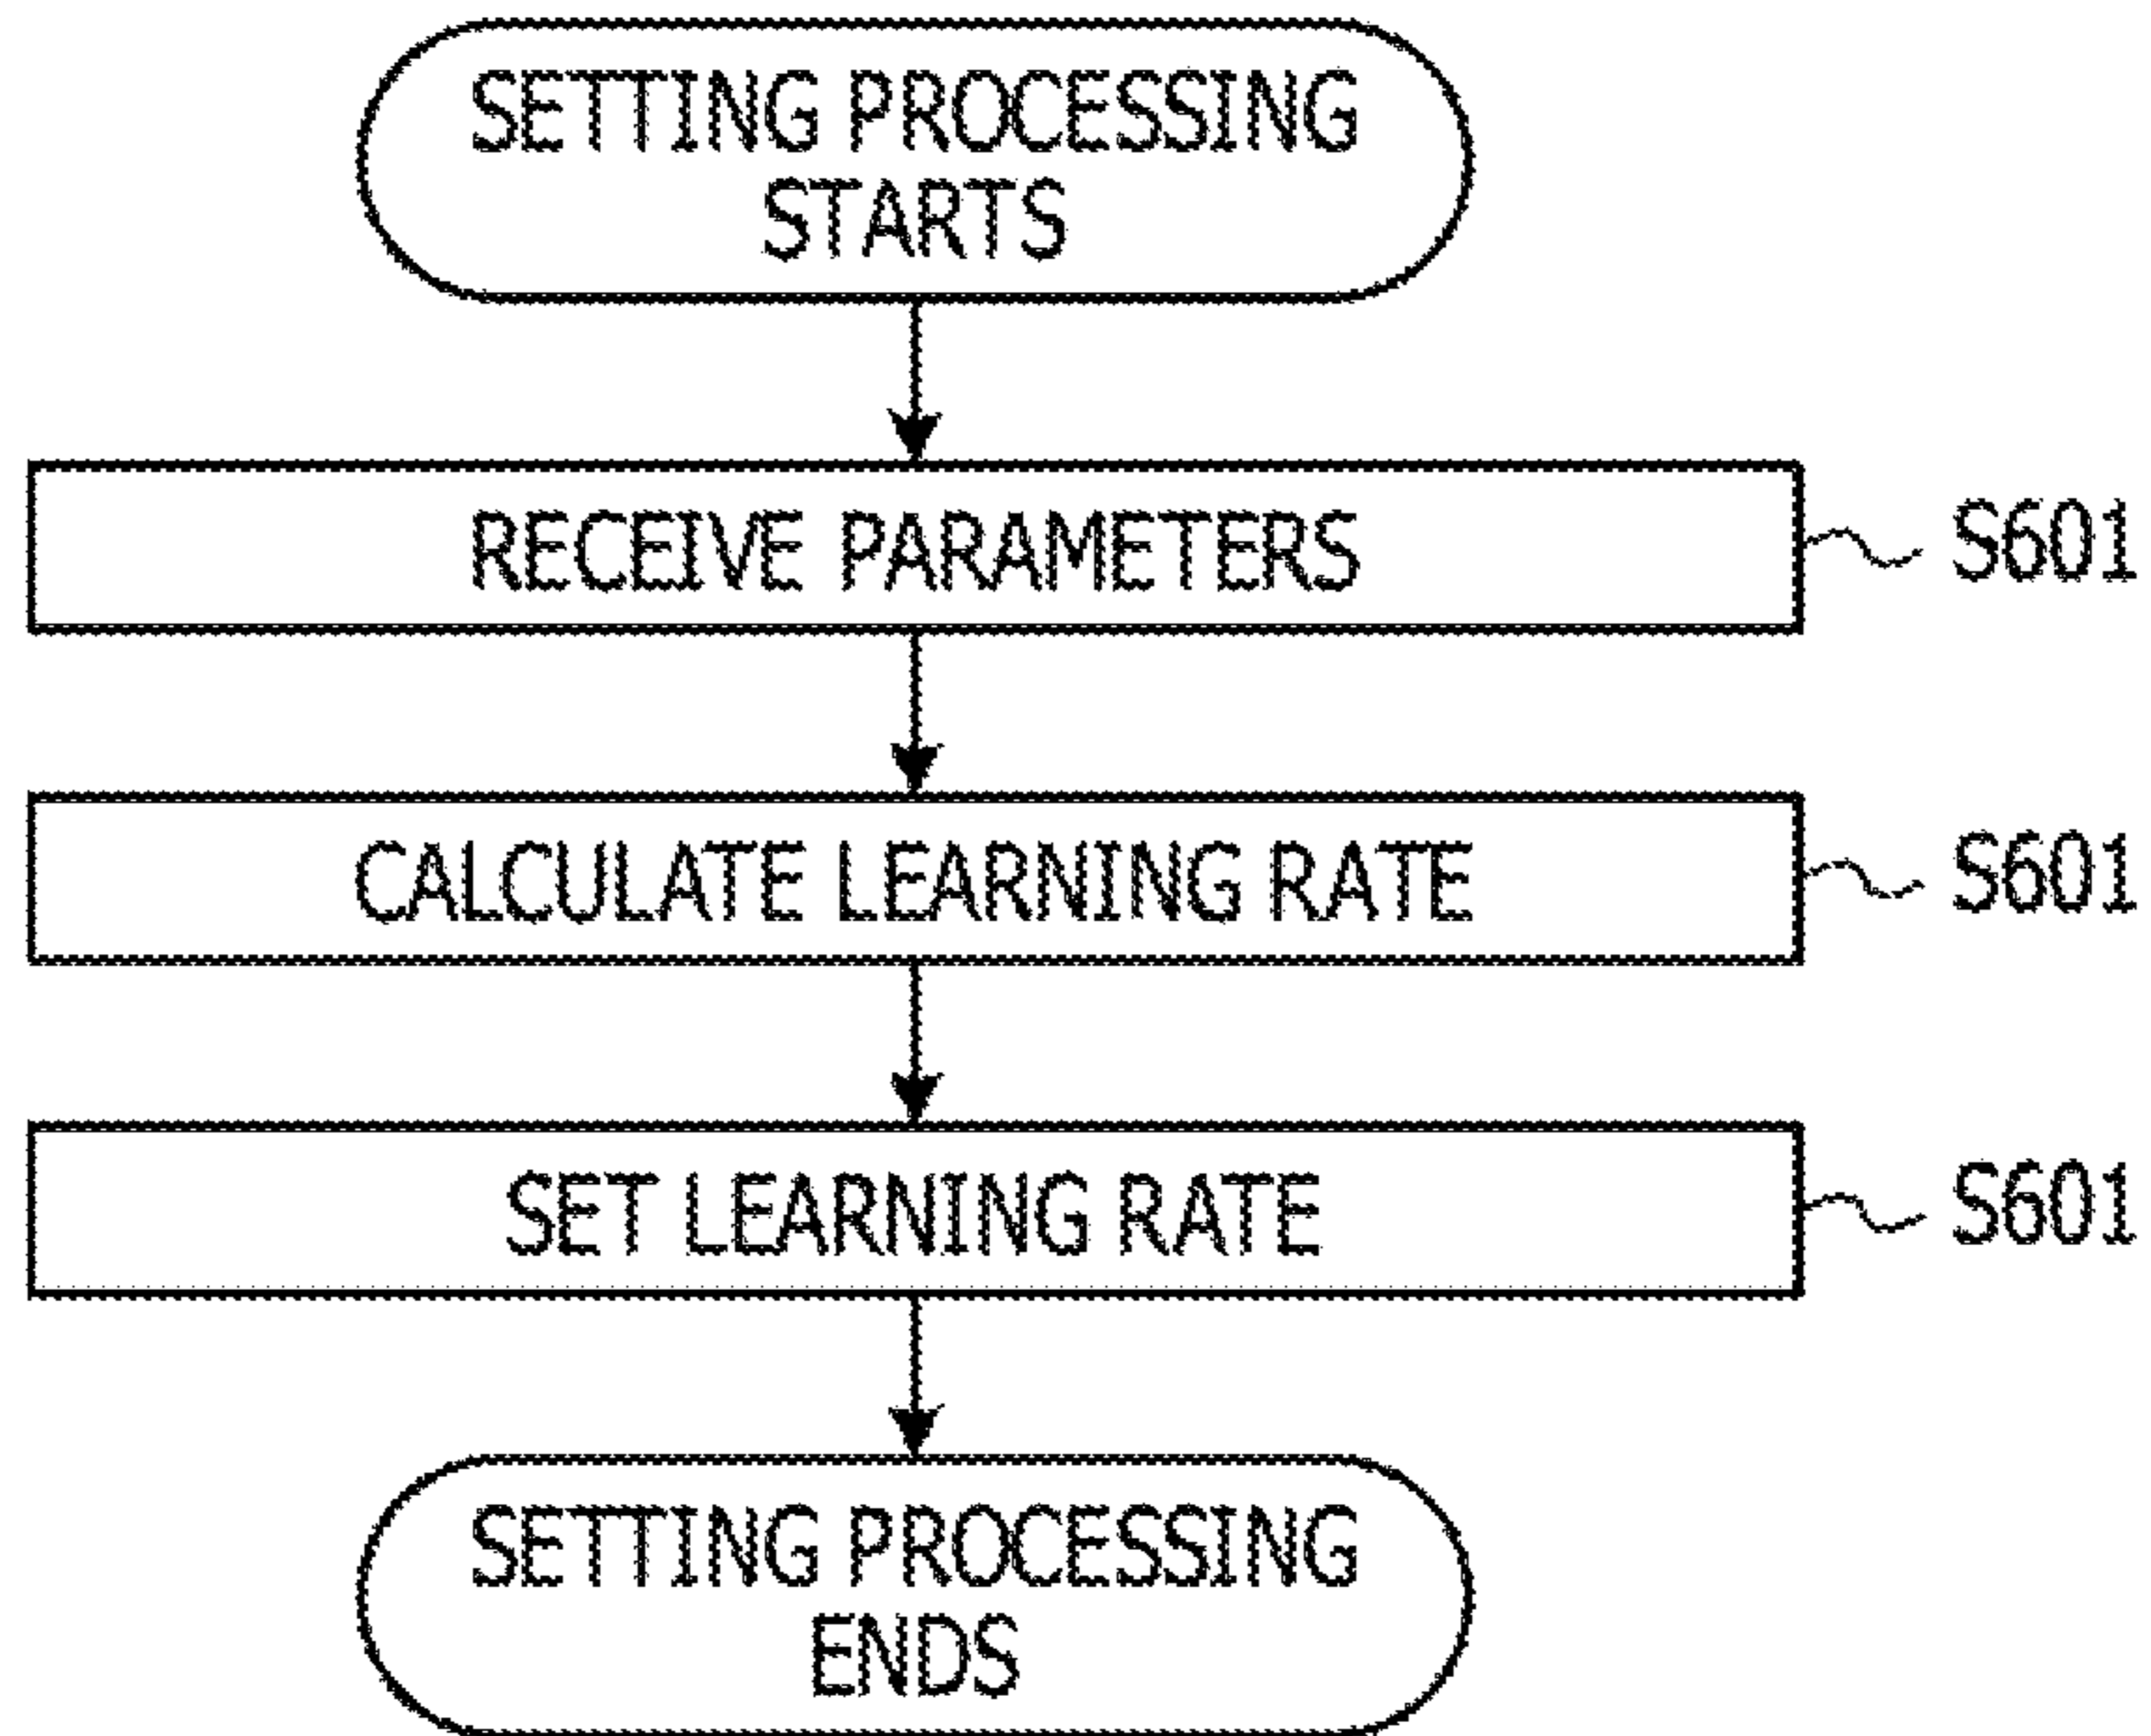 SETTING PROCESSING
STARTS
RECEIVE PARAMETERS
S601
CALCULATE LEARNING RATE
S601
SET LEARNING RATE
S601
SETTING PROCESSING
ENDS